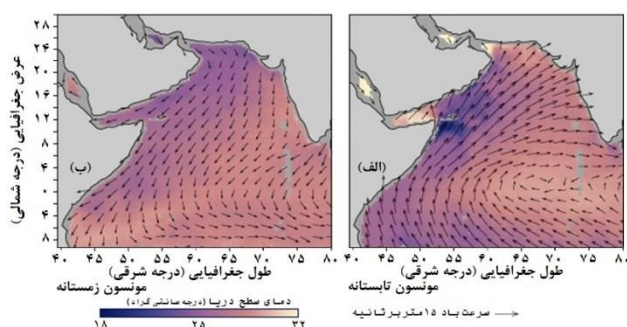 عرض جغرافیایی (درجه شمالی)
۲۸
۲۴
۲۰
۱۶
۱۲
۸
۴
۰
۴
۸
(ب)
(الف)
۴۰ ۴۵ ۵۰ ۵۵ ۶۰ ۶۵ ۷۰ ۷۵ ۸۰
۴۰ ۴۵ ۵۰ ۵۵ ۶۰ ۶۵ ۷۰ ۷۵ ۸۰
طول جغرافیایی (درجه شرقی)
طول جغرافیایی (درجه شرقی)
مونسون زمستانه
مونسون تابستانه
دمای سطح دریا (درجه سانتی گراد)
۱۸ ۲۵ ۳۲
سرعت باد ۱۵ متر بر ثانیه